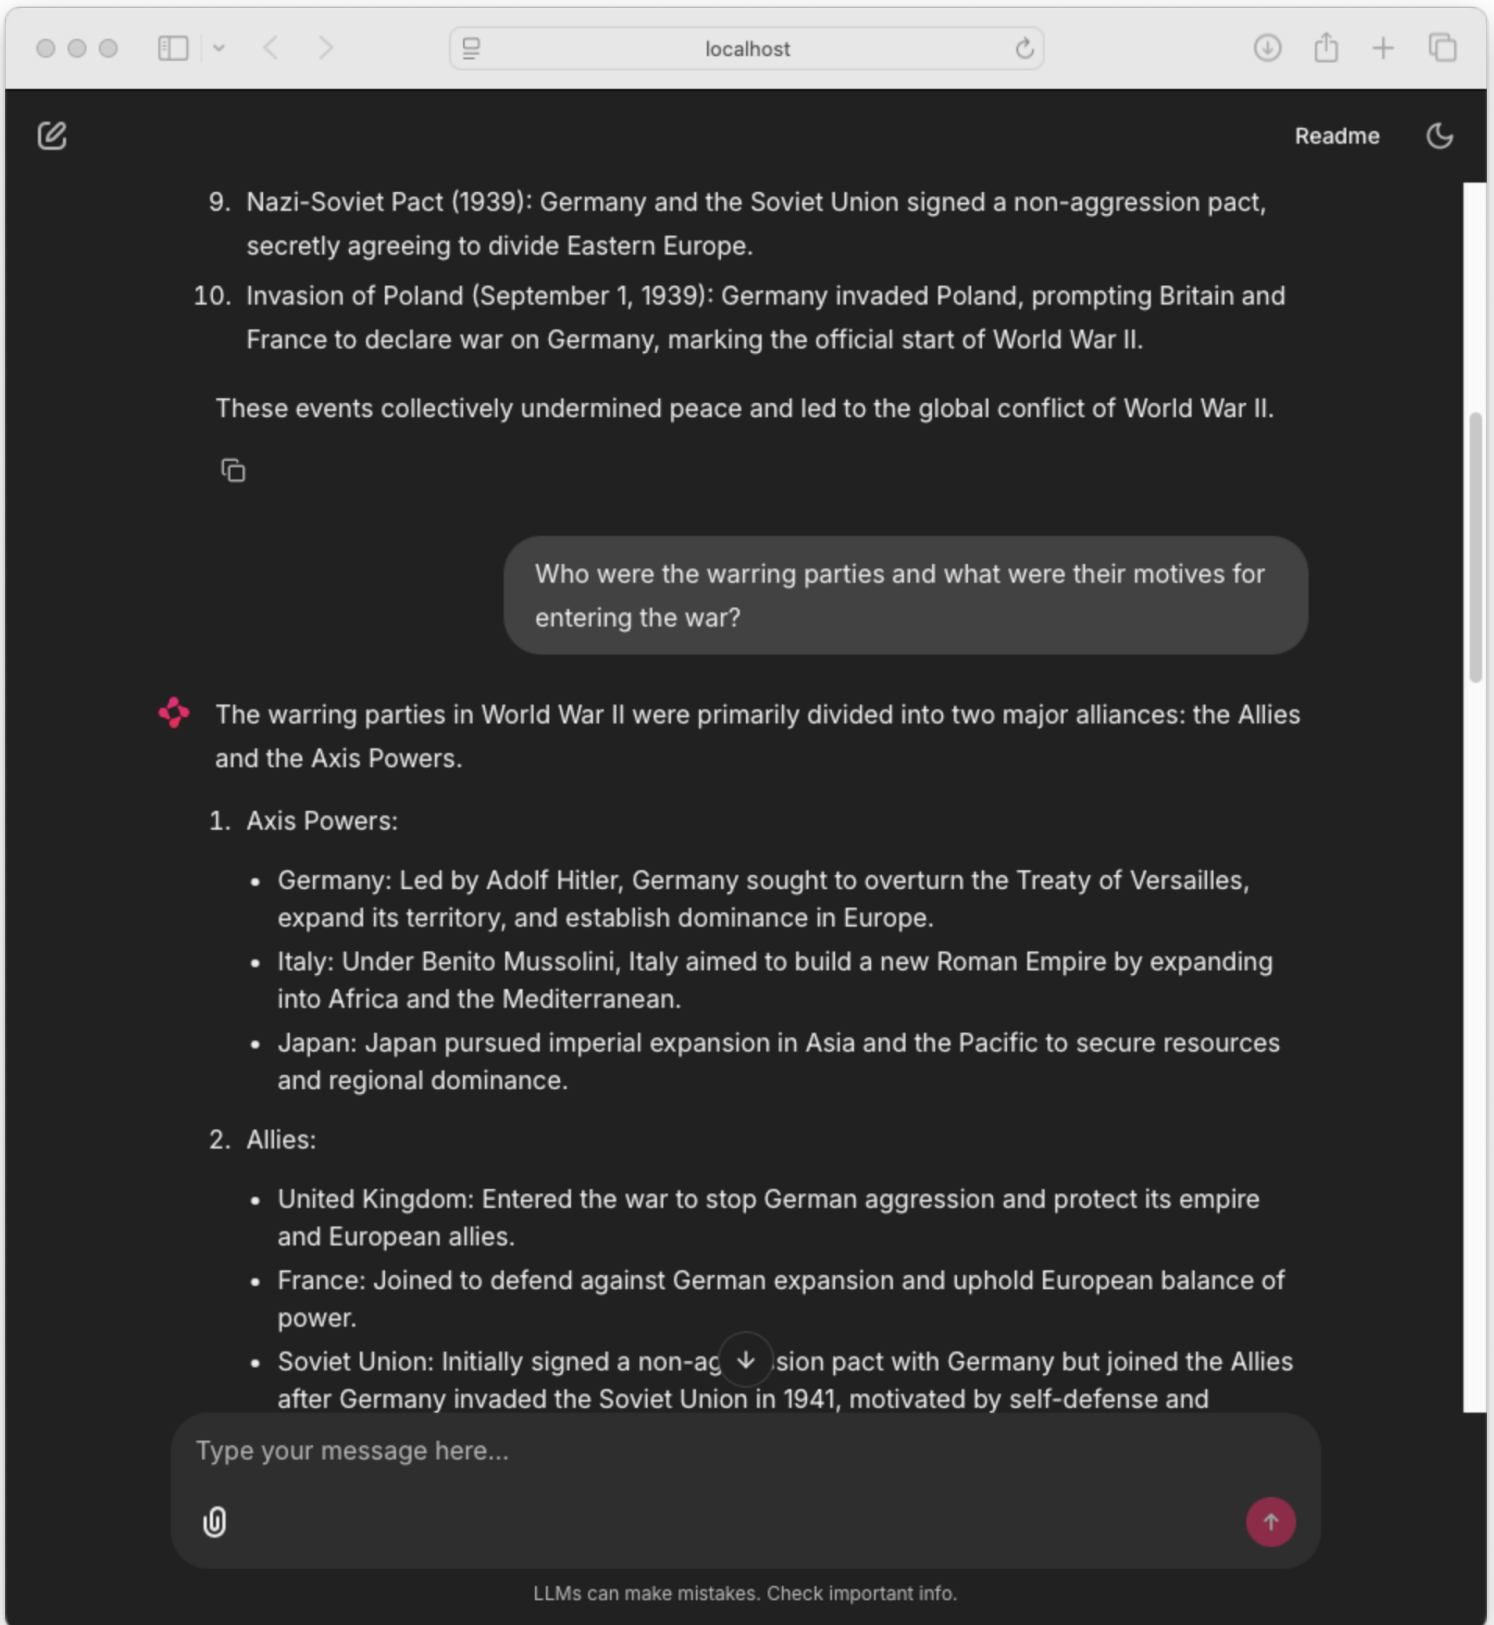 localhost
Readme
9. Nazi-Soviet Pact (1939): Germany and the Soviet Union signed a non-aggression pact,
secretly agreeing to divide Eastern Europe.
10. Invasion of Poland (September 1, 1939): Germany invaded Poland, prompting Britain and
France to declare war on Germany, marking the official start of World War II.
These events collectively undermined peace and led to the global conflict of World War II.
Who were the warring parties and what were their motives for
entering the war?
The warring parties in World War II were primarily divided into two major alliances: the Allies
and the Axis Powers.
1. Axis Powers:
• Germany: Led by Adolf Hitler, Germany sought to overturn the Treaty of Versailles,
expand its territory, and establish dominance in Europe.
• Italy: Under Benito Mussolini, Italy aimed to build a new Roman Empire by expanding
into Africa and the Mediterranean.
• Japan: Japan pursued imperial expansion in Asia and the Pacific to secure resources
and regional dominance.
2. Allies:
• United Kingdom: Entered the war to stop German aggression and protect its empire
and European allies.
• France: Joined to defend against German expansion and uphold European balance of
power.
• Soviet Union: Initially signed a pact with Germany but joined the Allies
after Germany invaded the Soviet Union in 1941, motivated by self-defense and
Type your message here...
LLMs can make mistakes. Check important info.